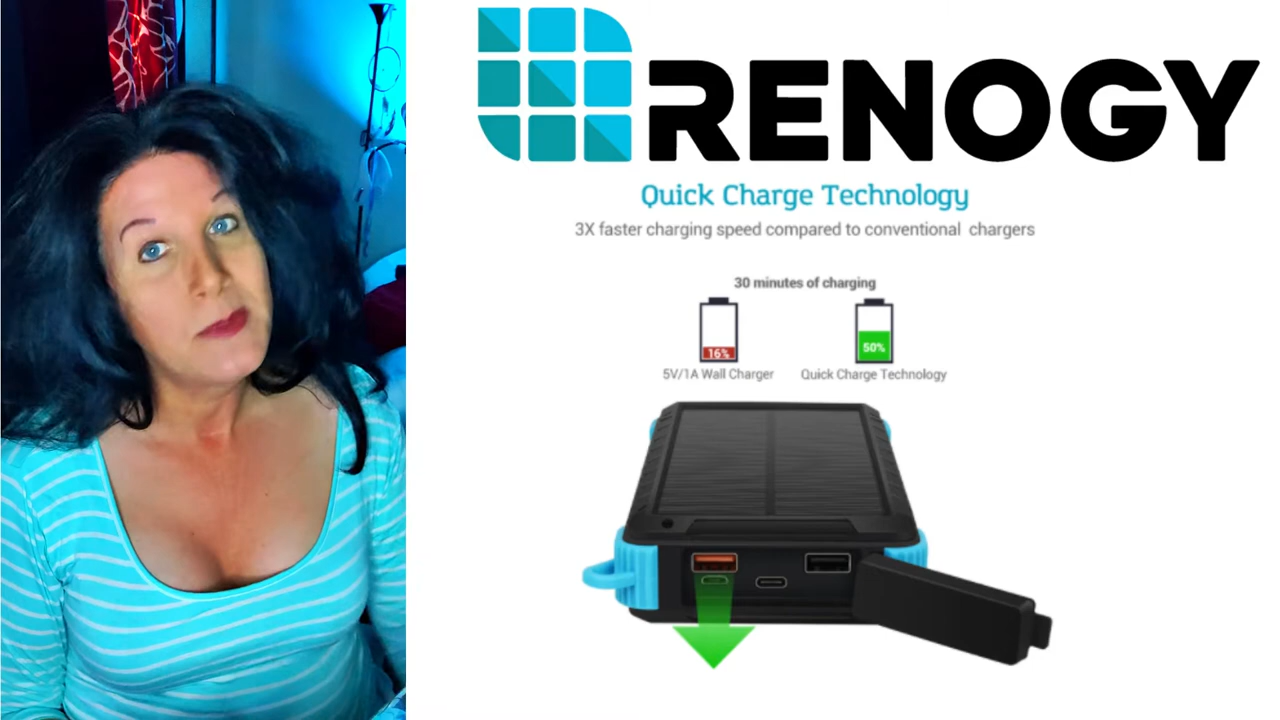 RENOGY
Quick Charge Technology
3X faster charging speed compared to conventional chargers
30 minutes of charging
16%
50%
5V/1A Wall Charger
Quick Charge Technology